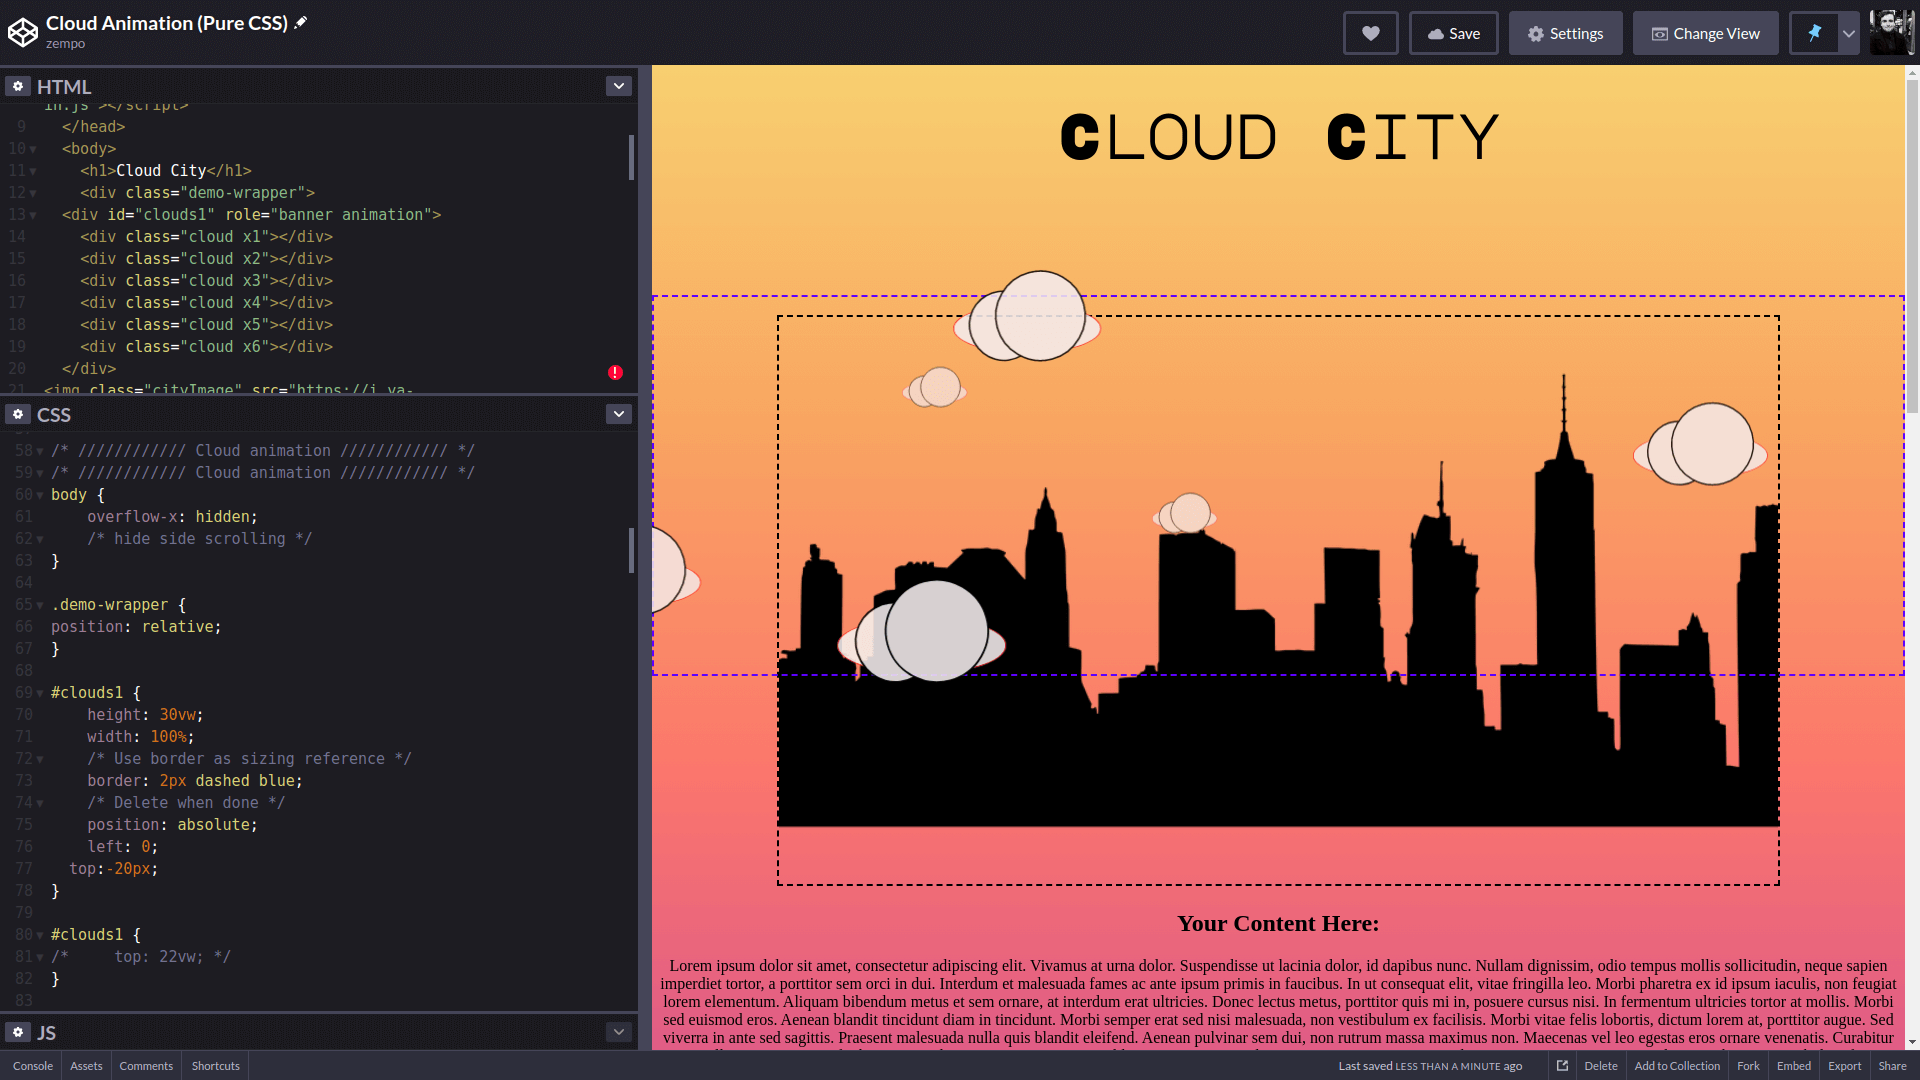 Cloud Animation (Pure CSS)
zempo
Save
Settings
Change View
HTML
in.js"></script>
9 </head>
10 <body>
11 <h1>Cloud City</h1>
12 <div class="demo-wrapper">
13 <div id="clouds1" role="banner animation">
14 <div class="cloud x1"></div>
15 <div class="cloud x2"></div>
16 <div class="cloud x3"></div>
17 <div class="cloud x4"></div>
18 <div class="cloud x5"></div>
19 <div class="cloud x6"></div>
20 </div>
21 <img class="cityImage" src="https://i.ya-
CSS
58 /* //////////// Cloud animation //////////// */
59 /* //////////// Cloud animation //////////// */
60 body {
61 overflow-x: hidden;
62 /* hide side scrolling */
63 }
64
65 .demo-wrapper {
66 position: relative;
67 }
68
69 #clouds1 {
70 height: 30vw;
71 width: 100%;
72 /* Use border as sizing reference */
73 border: 2px dashed blue;
74 /* Delete when done */
75 position: absolute;
76 left: 0;
77 top:-20px;
78 }
79
80 #clouds1 {
81 /* top: 22vw; */
82 }
83
JS
Cloud City
Your Content Here:
Lorem ipsum dolor sit amet, consectetur adipiscing elit. Vivamus at urna dolor. Suspendisse ut lacinia dolor, id dapibus nunc. Nullam dignissim, odio tempus mollis sollicitudin, neque sapien
imperdiet tortor, a porttitor sem orci in dui. Interdum et malesuada fames ac ante ipsum primis in faucibus. In ut consequat elit, vitae fringilla leo. Morbi pharetra ex id ipsum iaculis, non feugiat
lorem elementum. Aliquam bibendum metus et sem ornare, at interdum erat ultricies. Donec lectus metus, porttitor quis mi in, posuere cursus nisi. In fermentum ultricies tortor at mollis. Morbi
sed euismod eros. Aenean blandit tincidunt diam in tincidunt. Morbi semper erat sed nisi malesuada, non vestibulum ex facilisis. Morbi vitae felis lobortis, dictum lorem at, porttitor augue. Sed
viverra in ante sed sagittis. Praesent malesuada nulla quis blandit eleifend. Aenean pulvinar sem dui, non rutrum massa maximus non. Maecenas vel leo egestas eros ornare venenatis. Curabitur
Console
Assets
Comments
Shortcuts
Last saved LESS THAN A MINUTE ago
Delete
Add to Collection
Fork
Embed
Export
Share